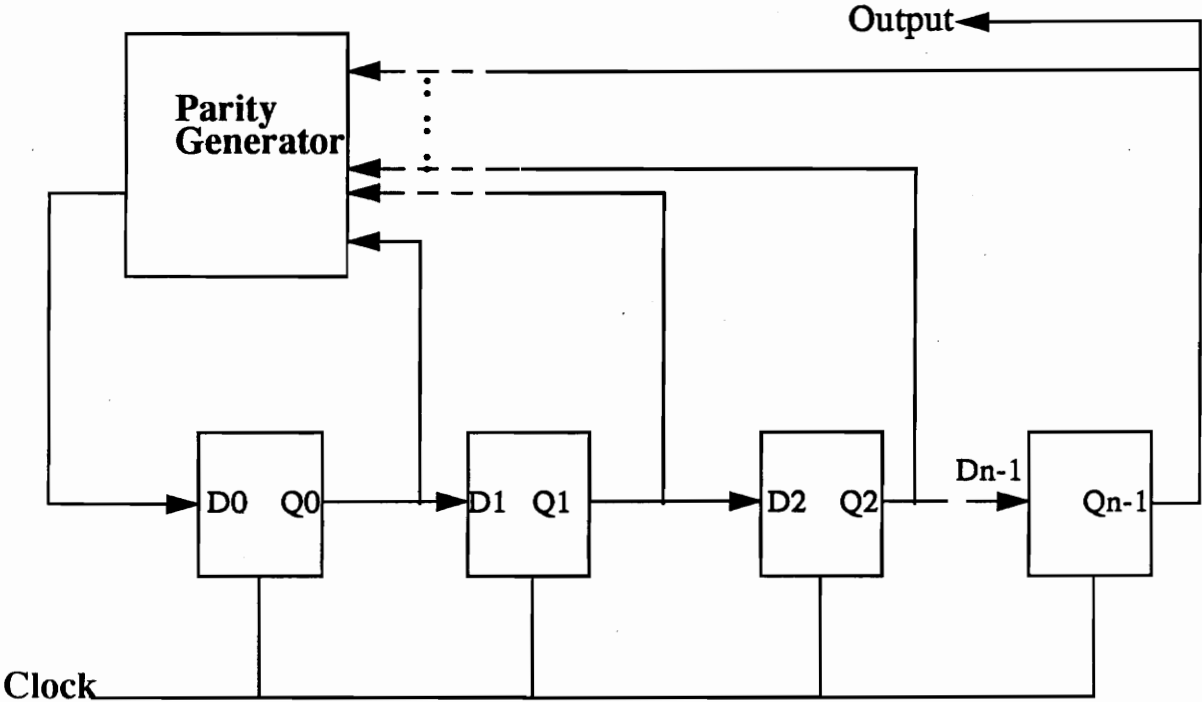 Output
Parity
Generator
Dn-1
D0 Q0
D1 Q1
D2 Q2
Qn-1
Clock